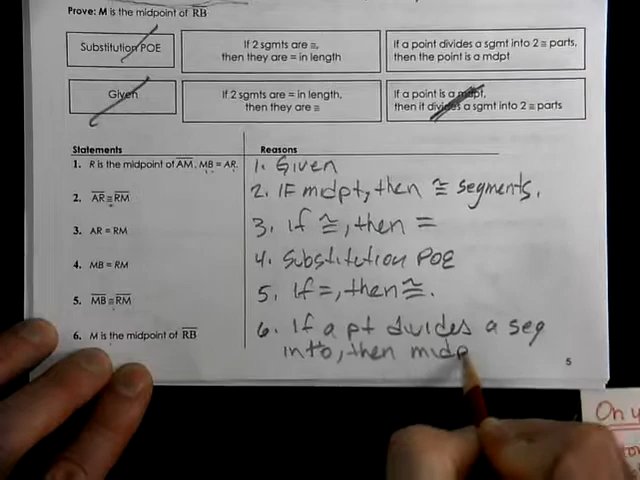 Prove: M is the midpoint of RB
Substitution POE
If 2 sgmts are ≅,
then they are = in length
If a point divides a sgmt into 2 ≅ parts,
then the point is a mdpt
Given
If 2 sgmts are = in length,
then they are ≅
If a point is a mdpt,
then it divides a sgmt into 2 ≅ parts
Statements
Reasons
1. R is the midpoint of AM, MB = AR.
1. Given
2. AR ≅ RM
2. If midpt, then ≅ segments.
3. AR = RM
3. If ≅, then =
4. MB = RM
4. Substitution POE
5. MB ≅ RM
5. If =, then ≅.
6. M is the midpoint of RB
6. If a pt divides a seg
into, then midp
5
On